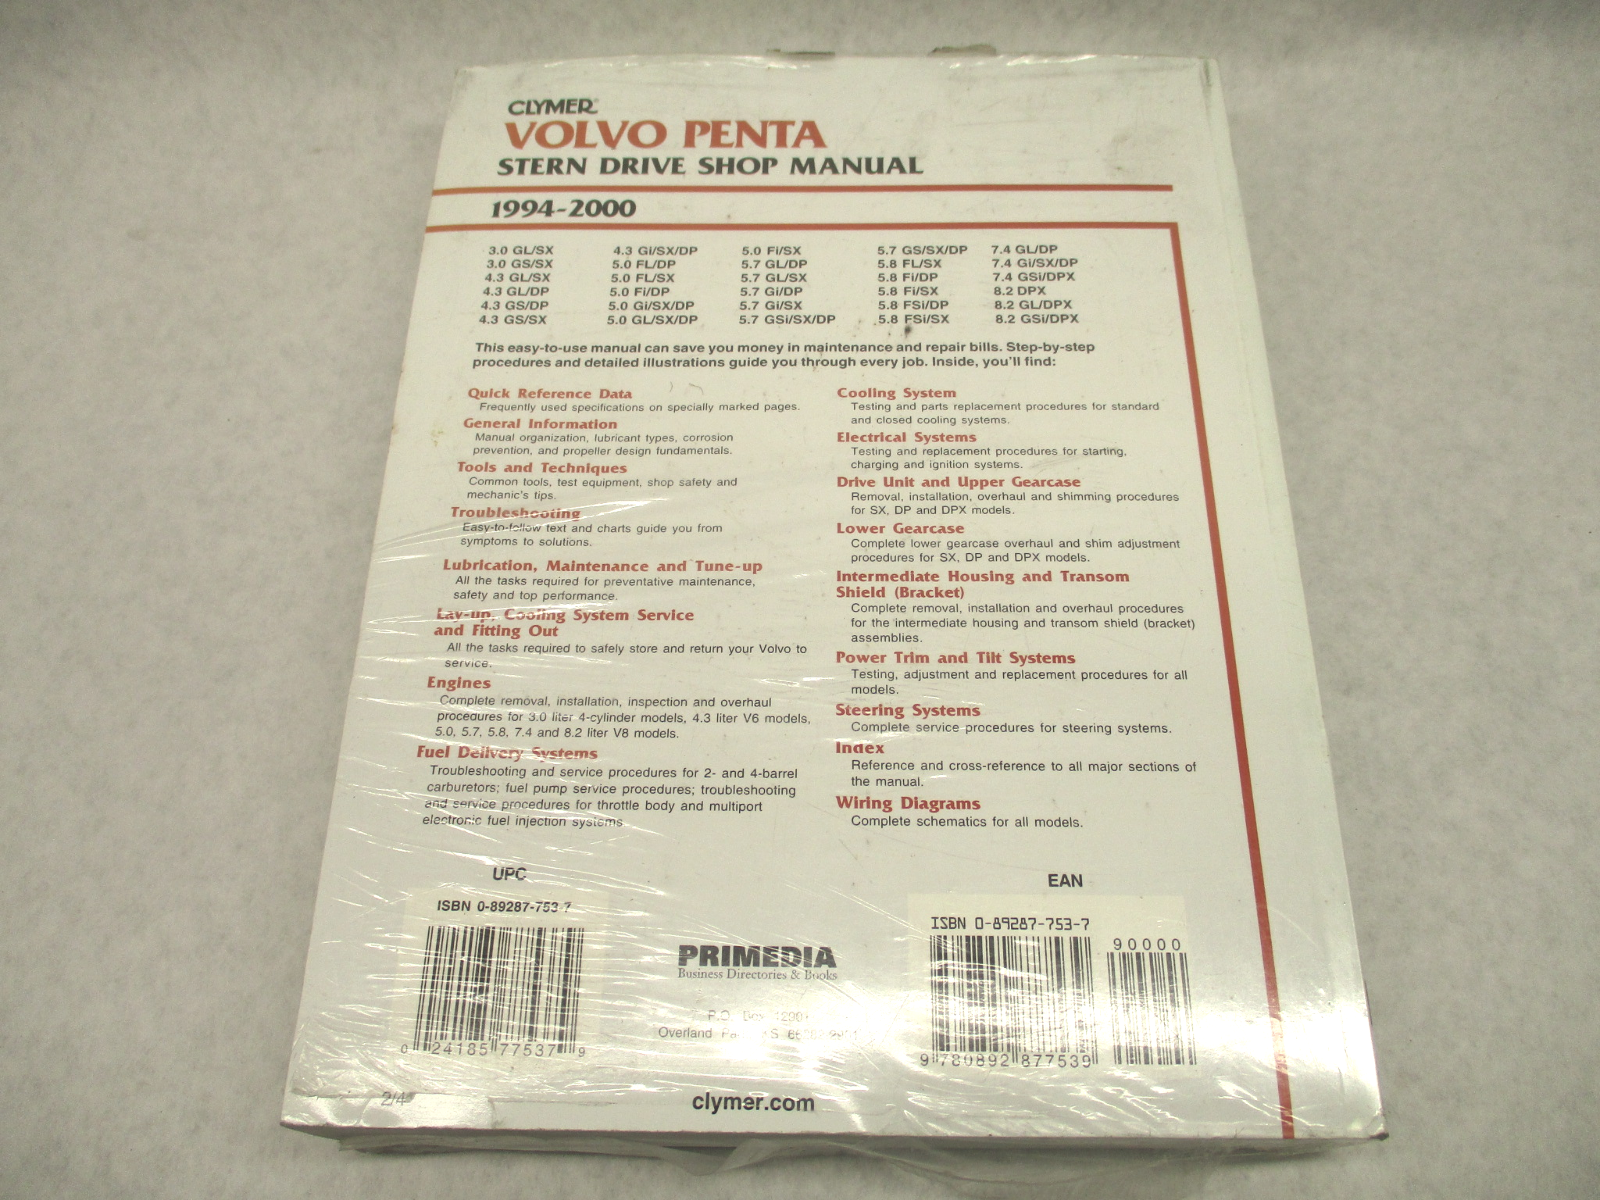 CLYMER®
VOLVO PENTA
STERN DRIVE SHOP MANUAL
1994-2000
3.0 GL/SX 4.3 Gi/SX/DP 5.0 Fi/SX 5.7 GS/SX/DP 7.4 GL/DP
3.0 GS/SX 5.0 FL/DP 5.7 GL/DP 5.8 FL/SX 7.4 Gi/SX/DP
4.3 GL/SX 5.0 FL/SX 5.7 GL/SX 5.8 Fi/DP 7.4 GSi/DPX
4.3 GL/DP 5.0 Fi/DP 5.7 Gi/DP 5.8 Fi/SX 8.2 DPX
4.3 GS/DP 5.0 Gi/SX/DP 5.7 Gi/SX 5.8 FSi/DP 8.2 GL/DPX
4.3 GS/SX 5.0 GL/SX/DP 5.7 GSi/SX/DP 5.8 FSi/SX 8.2 GSi/DPX
This easy-to-use manual can save you money in maintenance and repair bills. Step-by-step
procedures and detailed illustrations guide you through every job. Inside, you'll find:
Quick Reference Data
Frequently used specifications on specially marked pages.
General Information
Manual organization, lubricant types, corrosion
prevention, and propeller design fundamentals.
Tools and Techniques
Common tools, test equipment, shop safety and
mechanic's tips.
Troubleshooting
Easy-to-follow text and charts guide you from
symptoms to solutions.
Lubrication, Maintenance and Tune-up
All the tasks required for preventative maintenance,
safety and top performance.
Lay-up, Cooling System Service
and Fitting Out
All the tasks required to safely store and return your Volvo to
service.
Engines
Complete removal, installation, inspection and overhaul
procedures for 3.0 liter 4-cylinder models, 4.3 liter V6 models,
5.0, 5.7, 5.8, 7.4 and 8.2 liter V8 models.
Fuel Delivery Systems
Troubleshooting and service procedures for 2- and 4-barrel
carburetors; fuel pump service procedures; troubleshooting
and service procedures for throttle body and multiport
electronic fuel injection systems.
Cooling System
Testing and parts replacement procedures for standard
and closed cooling systems.
Electrical Systems
Testing and replacement procedures for starting,
charging and ignition systems.
Drive Unit and Upper Gearcase
Removal, installation, overhaul and shimming procedures
for SX, DP and DPX models.
Lower Gearcase
Complete lower gearcase overhaul and shim adjustment
procedures for SX, DP and DPX models.
Intermediate Housing and Transom
Shield (Bracket)
Complete removal, installation and overhaul procedures
for the intermediate housing and transom shield (bracket)
assemblies.
Power Trim and Tilt Systems
Testing, adjustment and replacement procedures for all
models.
Steering Systems
Complete service procedures for steering systems.
Index
Reference and cross-reference to all major sections of
the manual.
Wiring Diagrams
Complete schematics for all models.
UPC
ISBN 0-89287-753-7
0 24185 77537 9
PRIMEDIA
Business Directories & Books
P.O. Box
Overland
EAN
ISBN 0-89287-753-7
90000
9 780892 877539
2/4
clymer.com